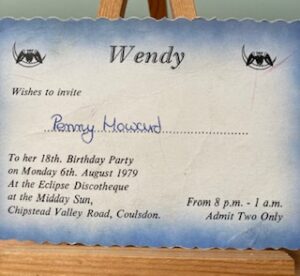 Wendy
Wishes to invite
Penny Howard
To her 18th. Birthday Party
on Monday 6th. August 1979
At the Eclipse Discotheque
at the Midday Sun,
Chipstead Valley Road, Coulsdon.
From 8 p.m. - 1 a.m.
Admit Two Only